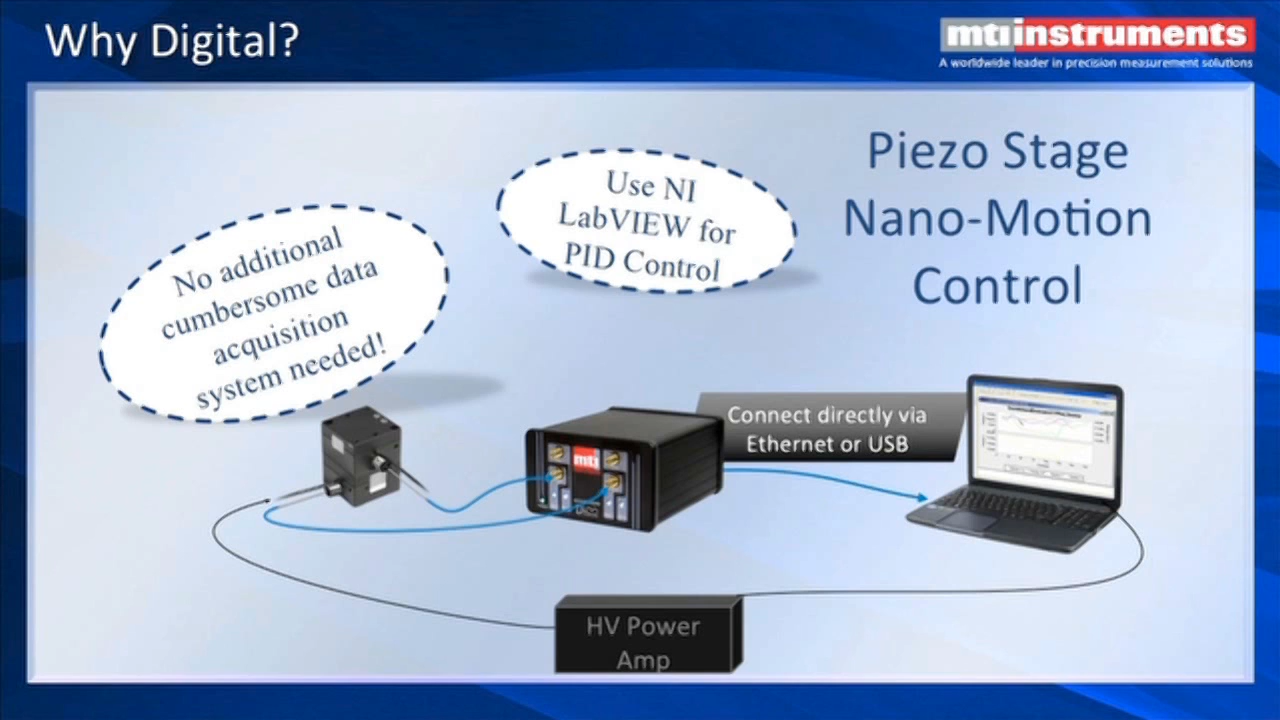 Why Digital?
mtiinstruments
A worldwide leader in precision measurement solutions
Piezo Stage
Nano-Motion
Control
Use NI
LabVIEW for
PID Control
No additional
cumbersome data
acquisition
system needed!
Connect directly via
Ethernet or USB
mti
HV Power
Amp